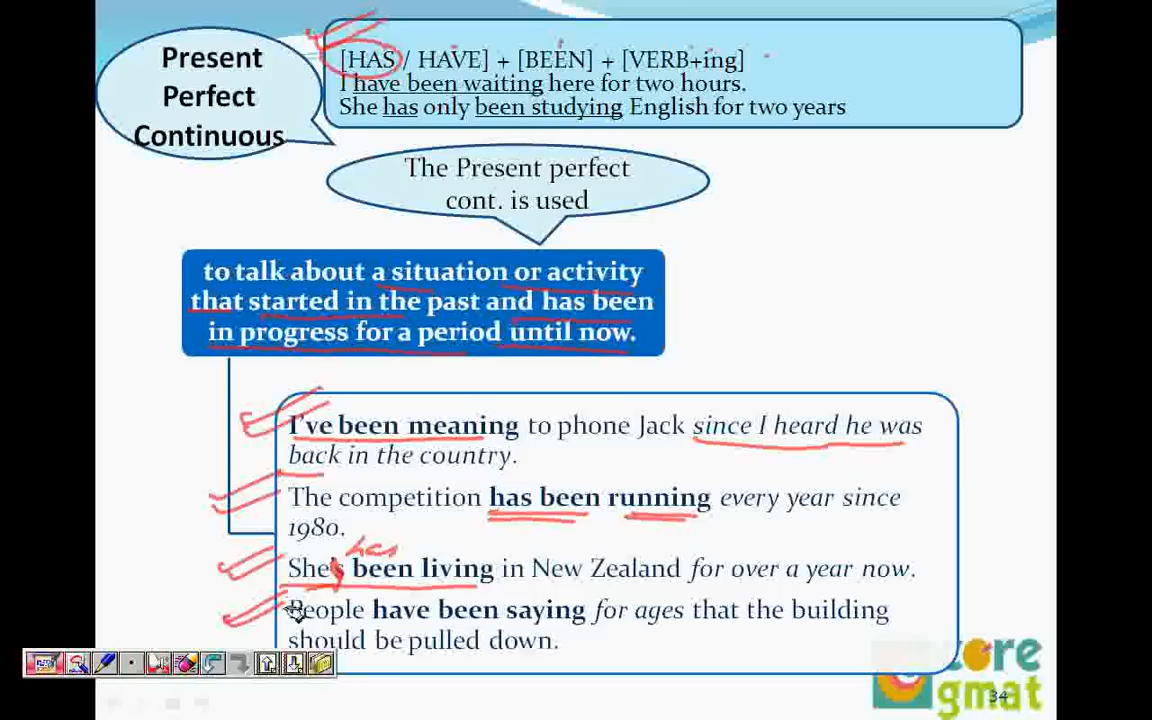 Present
Perfect
Continuous
[HAS / HAVE] + [BEEN] + [VERB+ing]
I have been waiting here for two hours.
She has only been studying English for two years
The Present perfect
cont. is used
to talk about a situation or activity
that started in the past and has been
in progress for a period until now.
I've been meaning to phone Jack since I heard he was
back in the country.
The competition has been running every year since
1980.
has
She's been living in New Zealand for over a year now.
People have been saying for ages that the building
should be pulled down.
core
gmat
34